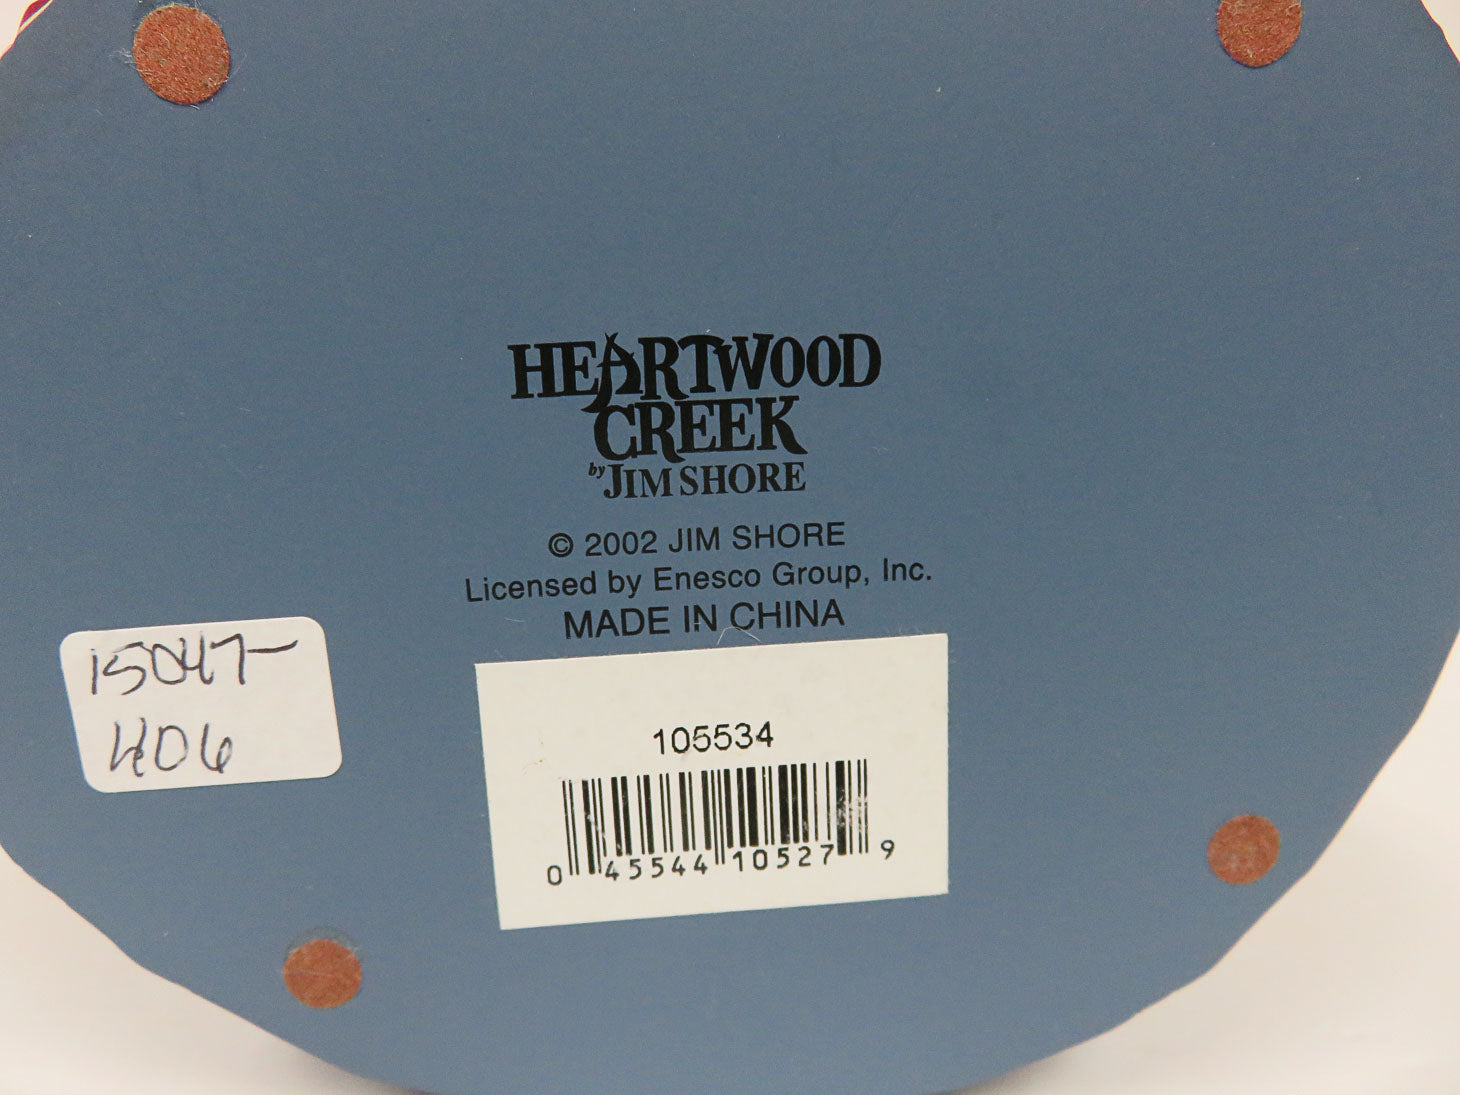 HEARTWOOD
CREEK
by JIM SHORE
© 2002 JIM SHORE
Licensed by Enesco Group, Inc.
MADE IN CHINA
15047-
406
105534
0 45544 10527 9